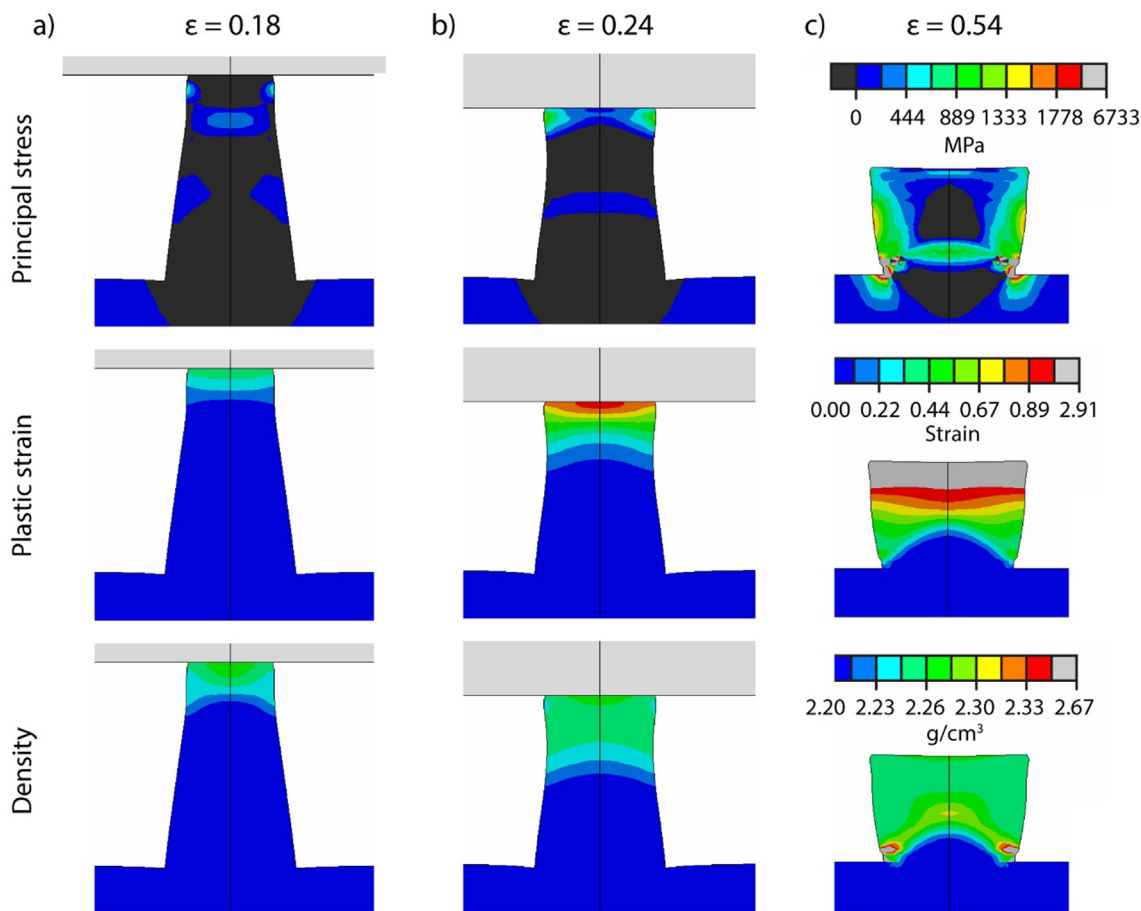 a) ε = 0.18 b) ε = 0.24 c) ε = 0.54
Principal stress
0 444 889 1333 1778 6733
MPa
Plastic strain
0.00 0.22 0.44 0.67 0.89 2.91
Strain
Density
2.20 2.23 2.26 2.30 2.33 2.67
g/cm³